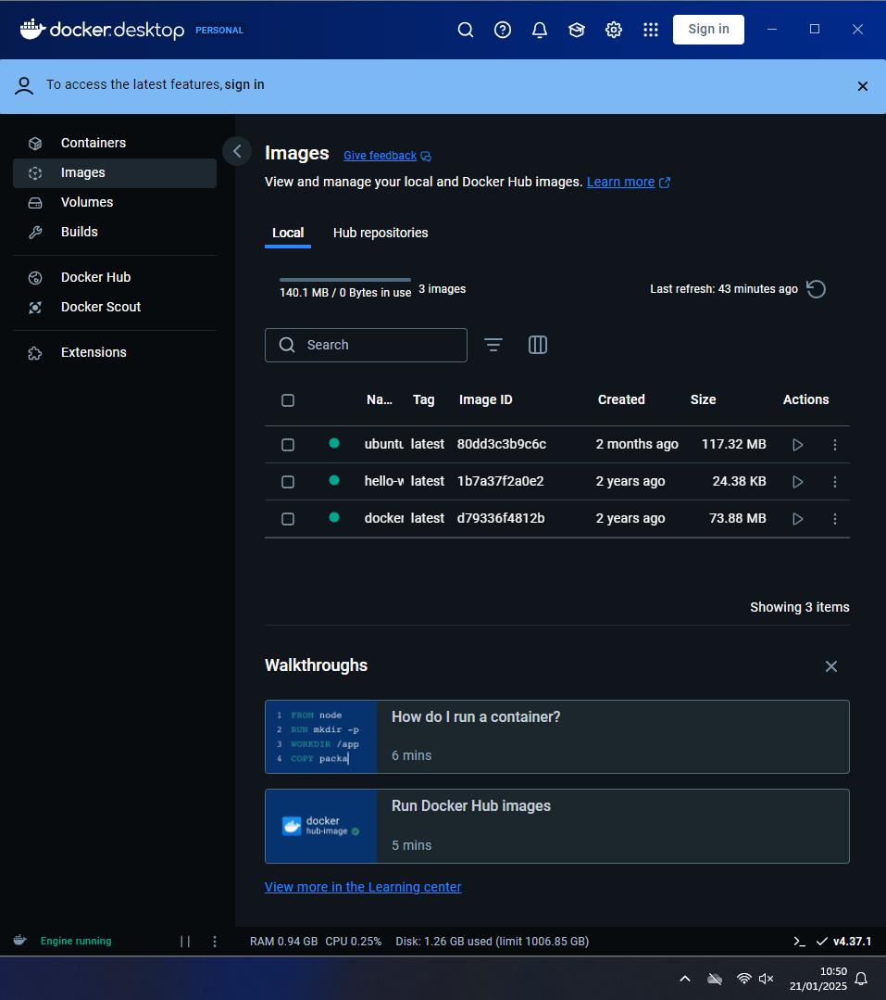 docker.desktop PERSONAL Sign in
To access the latest features, sign in
Containers
Images
Volumes
Builds
Docker Hub
Docker Scout
Extensions
Images Give feedback
View and manage your local and Docker Hub images. Learn more
Local Hub repositories
140.1 MB / 0 Bytes in use 3 images Last refresh: 43 minutes ago
Search
Na... Tag Image ID Created Size Actions
ubuntu latest 80dd3c3b9c6c 2 months ago 117.32 MB
hello-w latest 1b7a37f2a0e2 2 years ago 24.38 KB
docker latest d79336f4812b 2 years ago 73.88 MB
Showing 3 items
Walkthroughs
1 FROM node
2 RUN mkdir -p
3 WORKDIR /app
4 COPY packa
How do I run a container?
6 mins
docker
hub-image
Run Docker Hub images
5 mins
View more in the Learning center
Engine running RAM 0.94 GB CPU 0.25% Disk: 1.26 GB used (limit 1006.85 GB) v4.37.1
10:50
21/01/2025